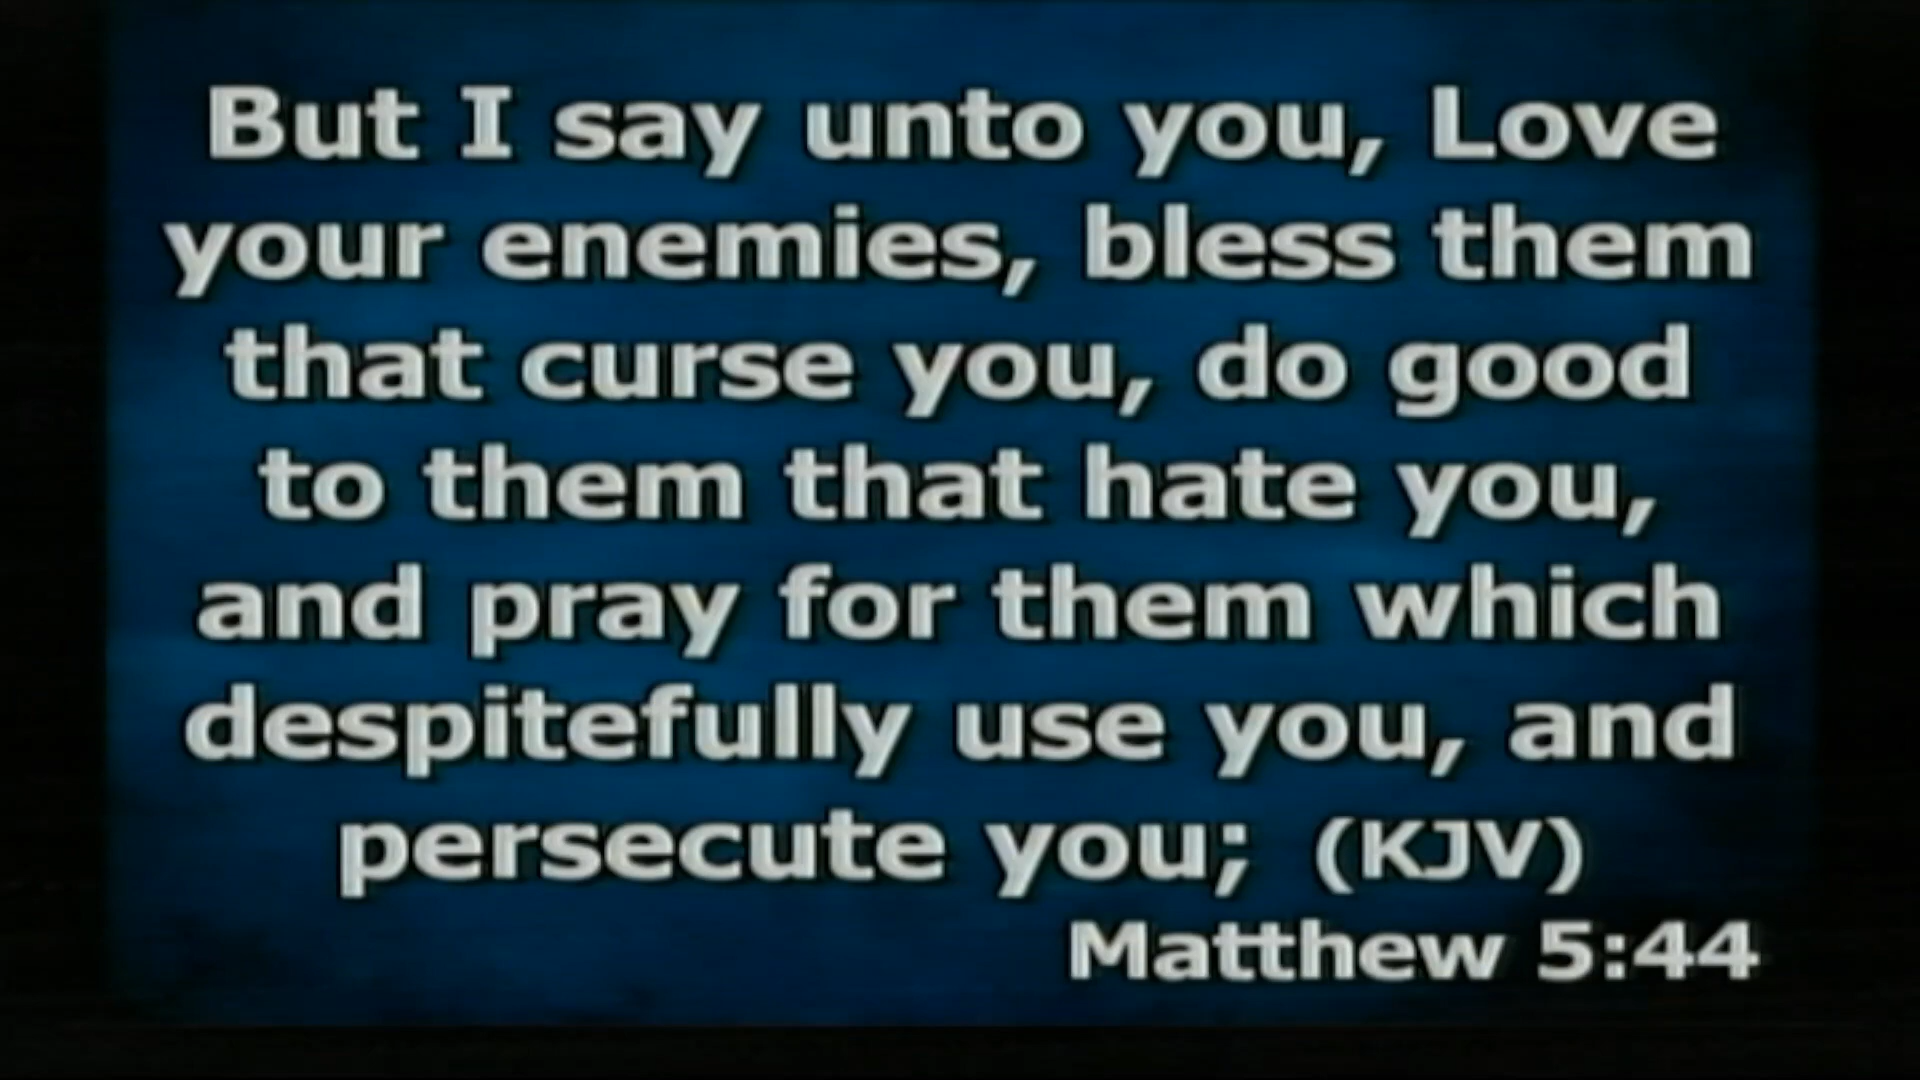 But I say unto you, Love
your enemies, bless them
that curse you, do good
to them that hate you,
and pray for them which
despitefully use you, and
persecute you; (KJV)
Matthew 5:44